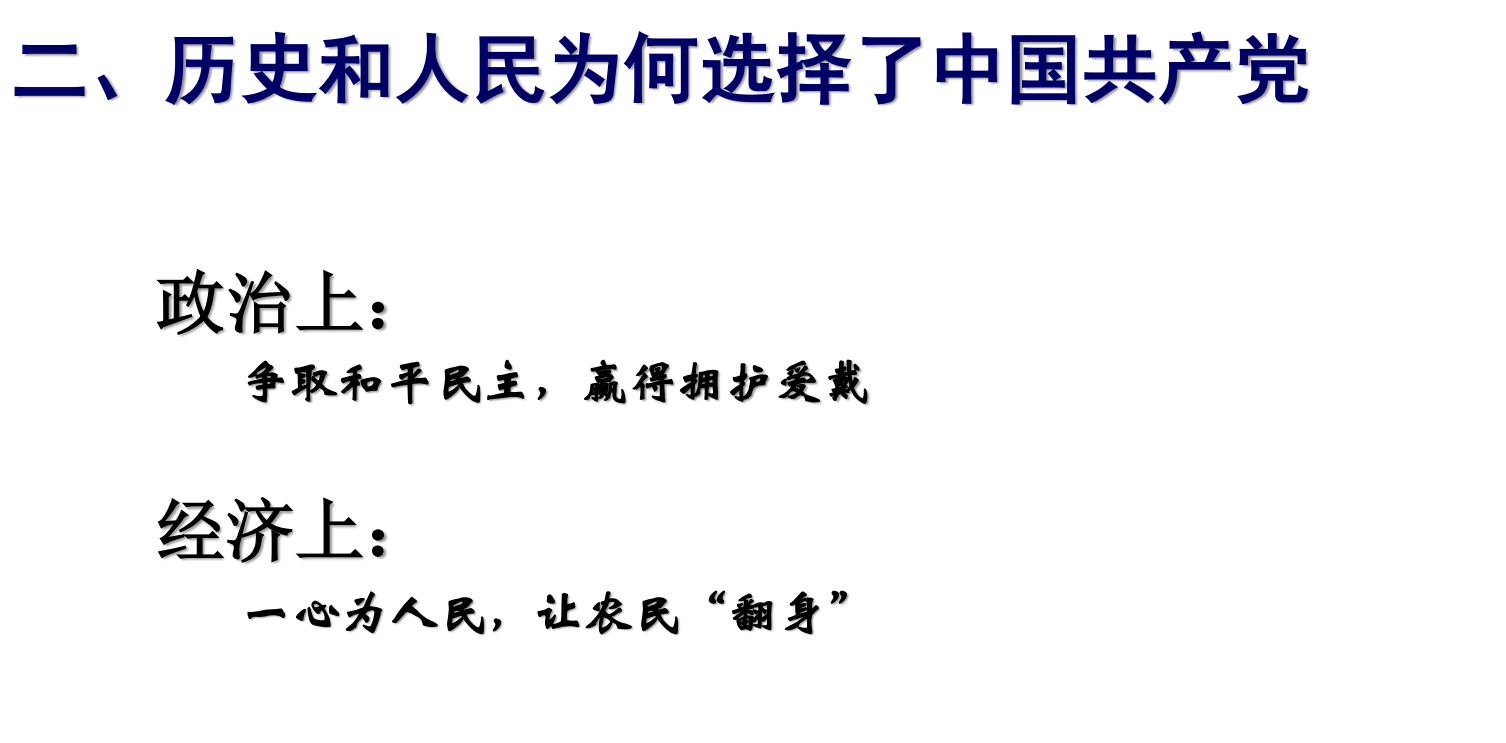 二、历史和人民为何选择了中国共产党
政治上：
争取和平民主，赢得拥护爱戴
经济上：
一心为人民，让农民“翻身”